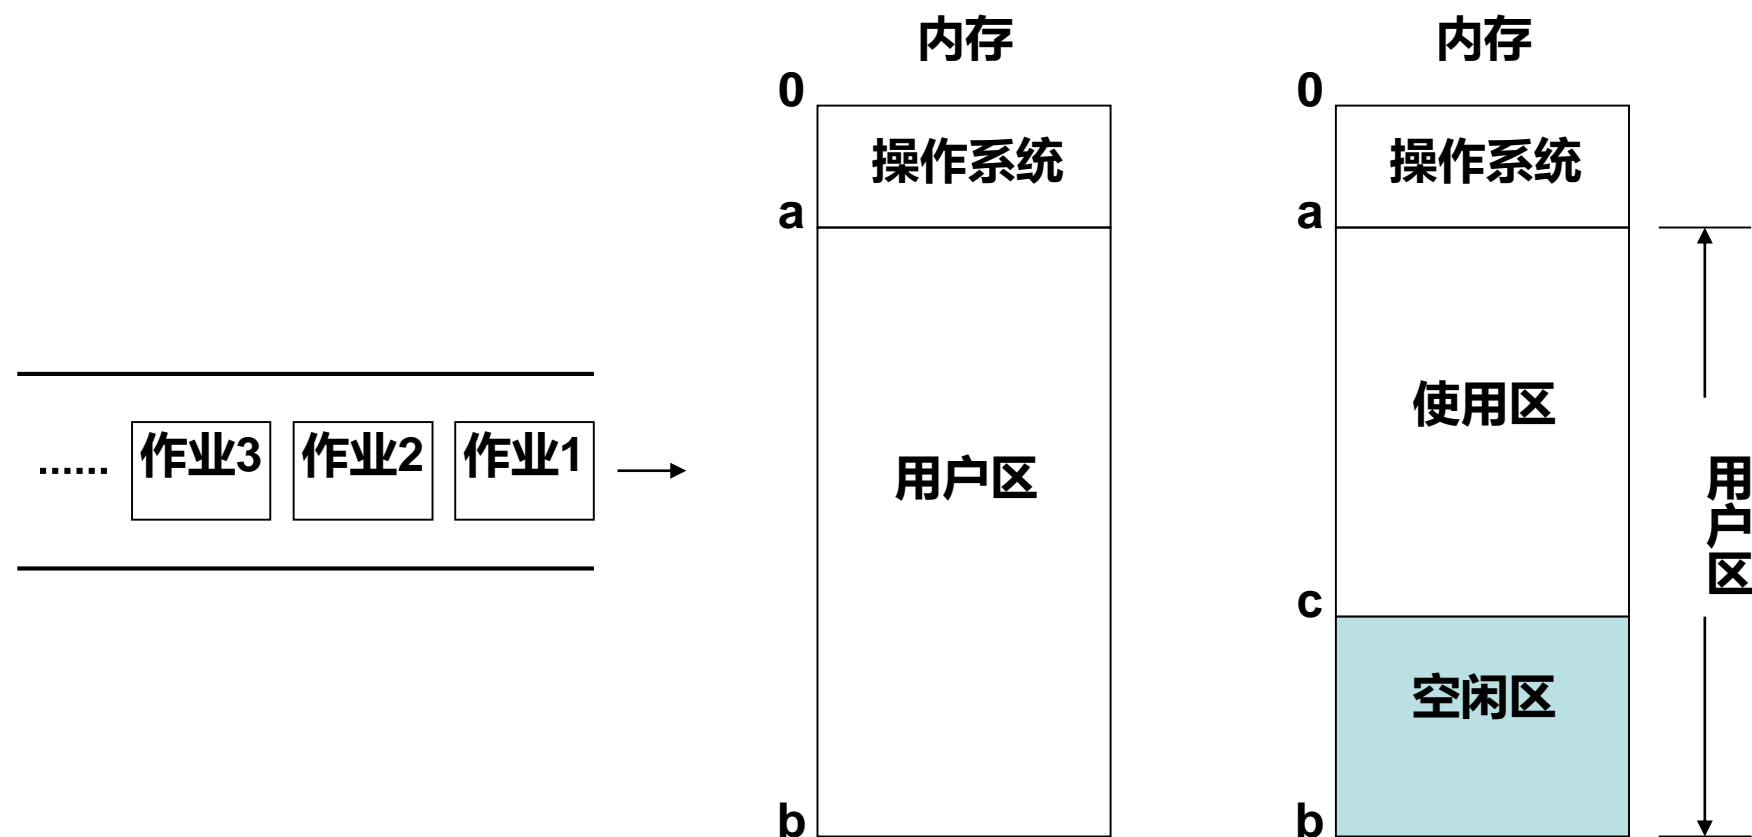 内存
0
操作系统
a
用户区
b
......
作业3
作业2
作业1
内存
0
操作系统
a
使用区
c
空闲区
b
用
户
区